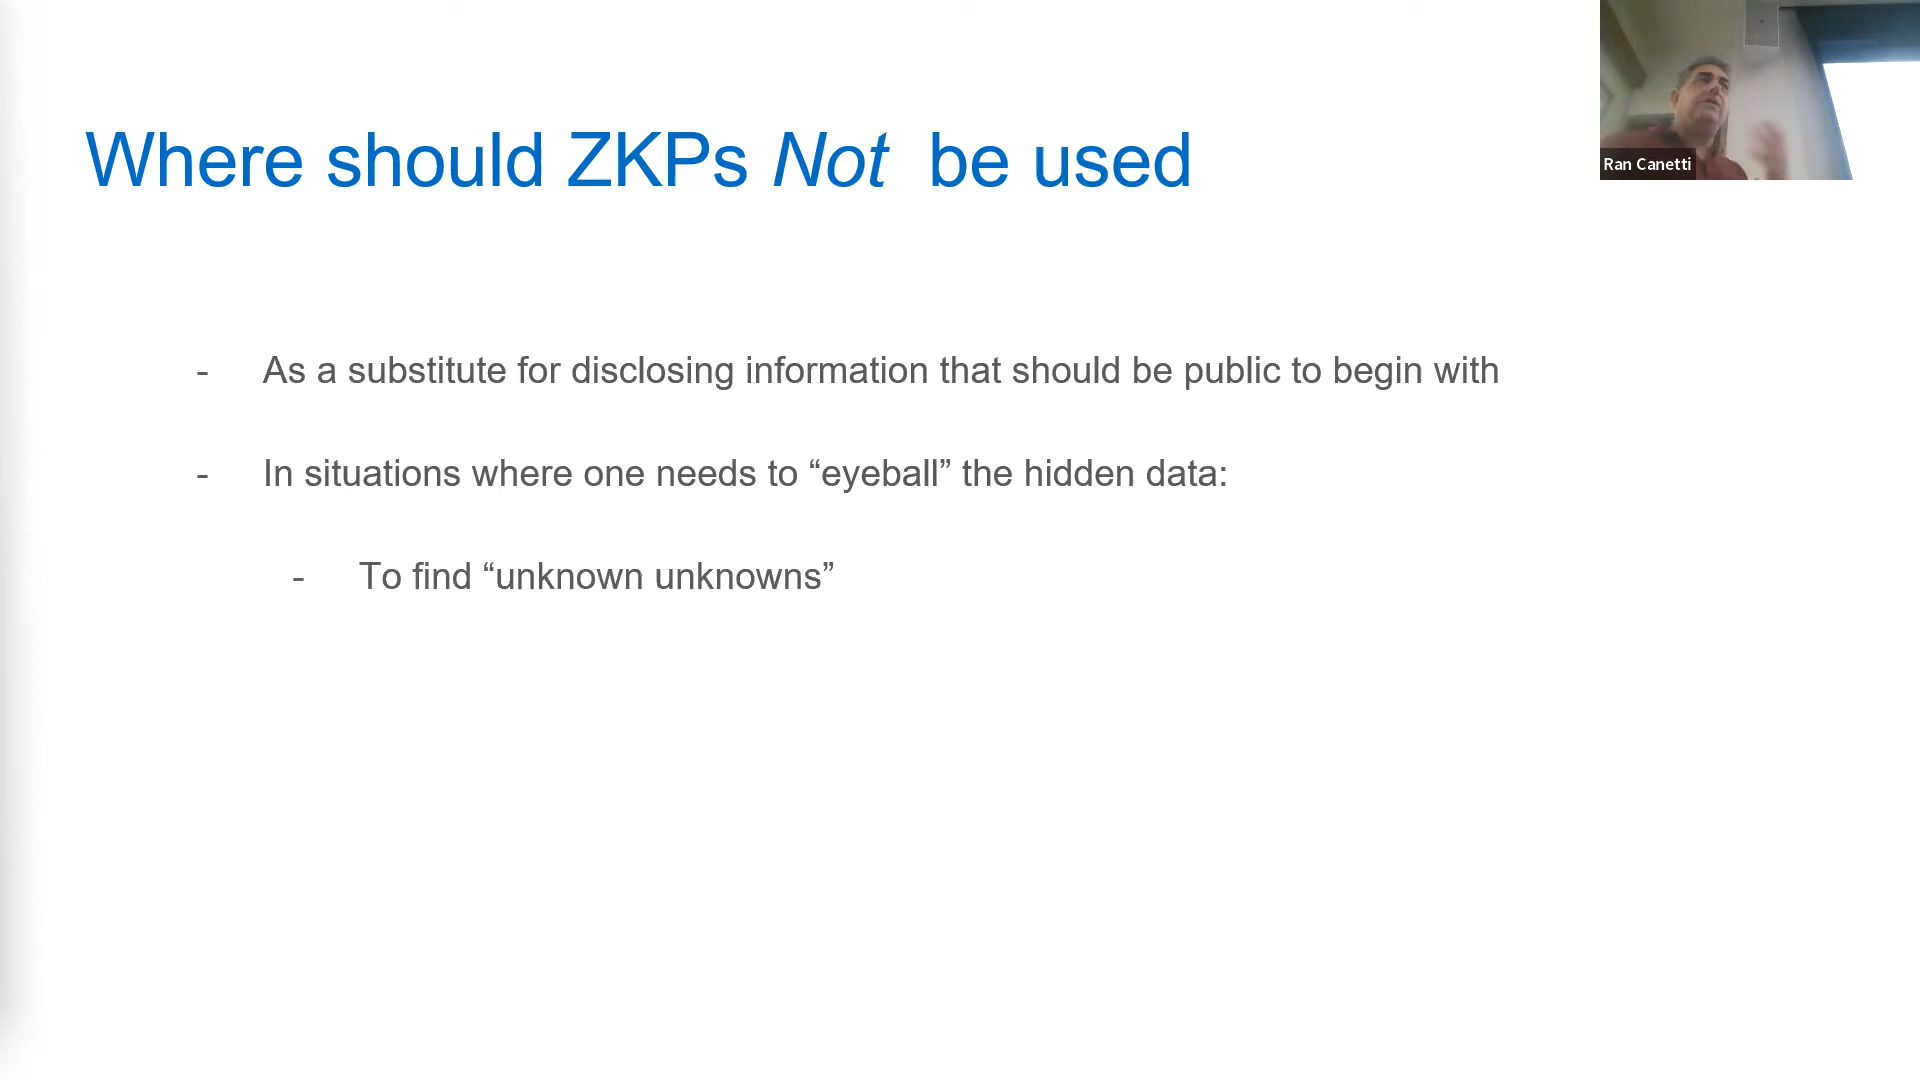 Where should ZKPs Not be used
Ran Canetti
- As a substitute for disclosing information that should be public to begin with
- In situations where one needs to “eyeball” the hidden data:
- To find “unknown unknowns”